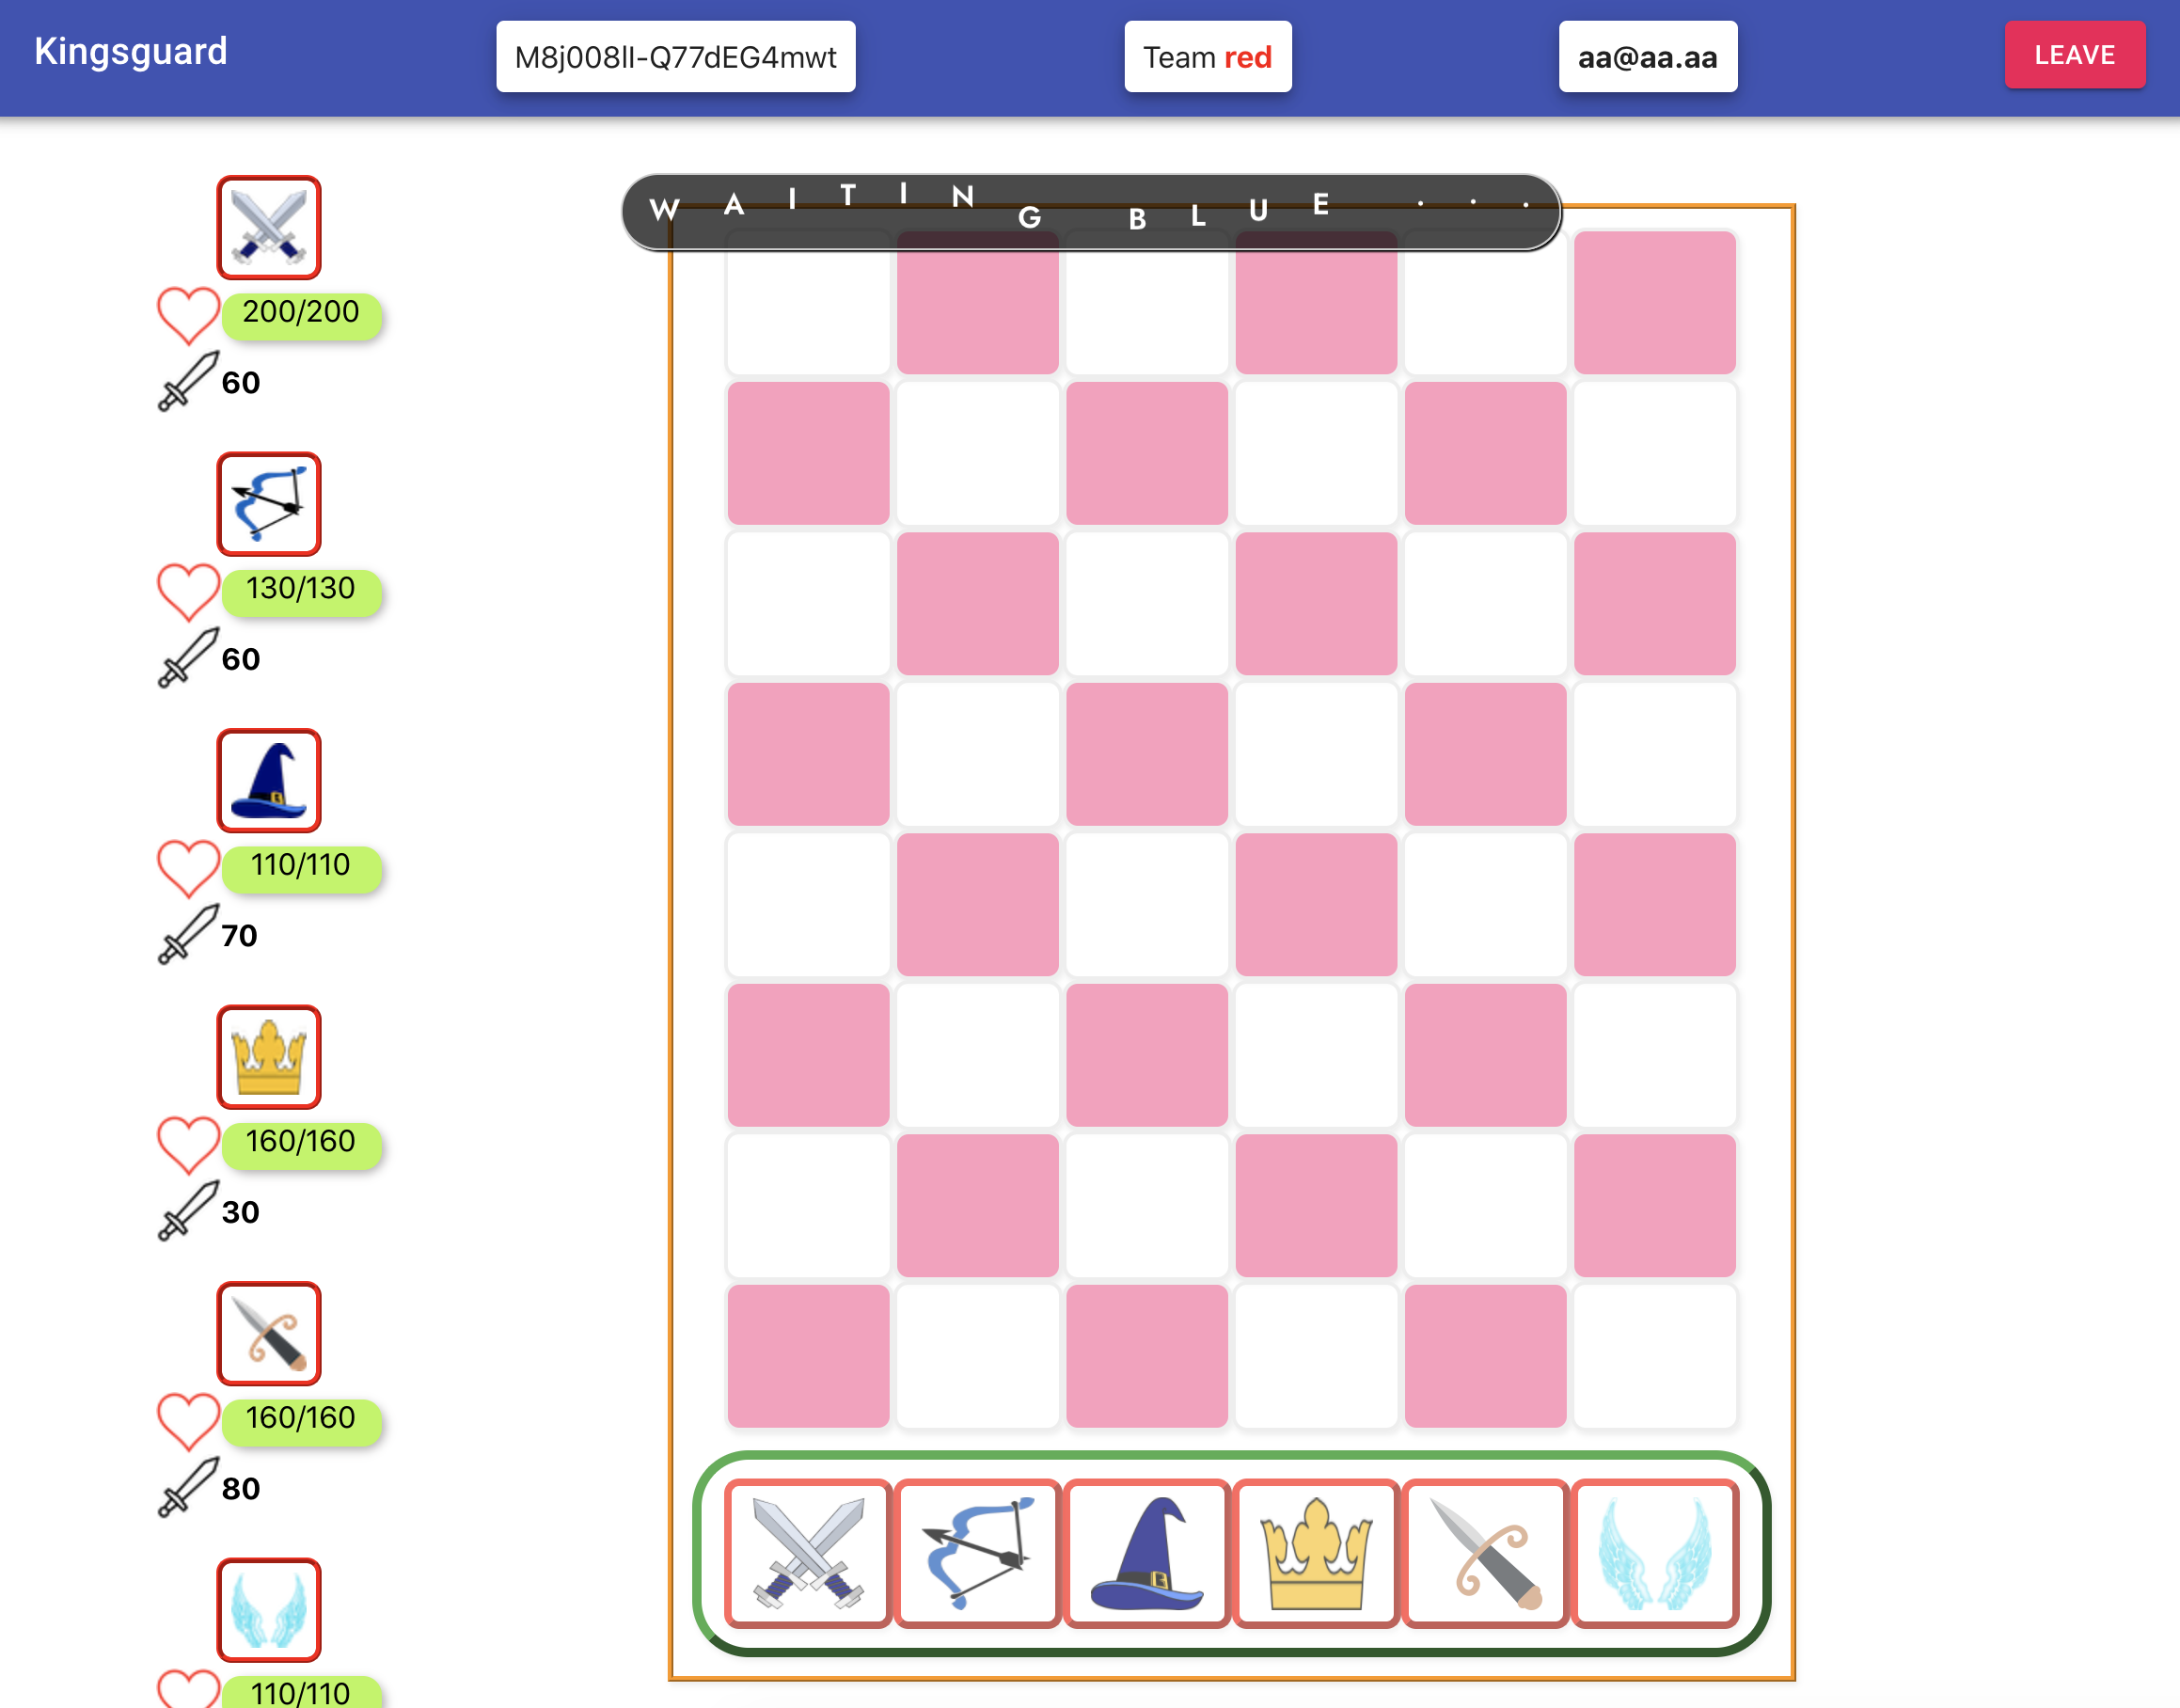 Kingsguard
M8j008lI-Q77dEG4mwt
Team red
aa@aa.aa
LEAVE
WAITING BLUE ...
200/200
60
130/130
60
110/110
70
160/160
30
160/160
80
110/110